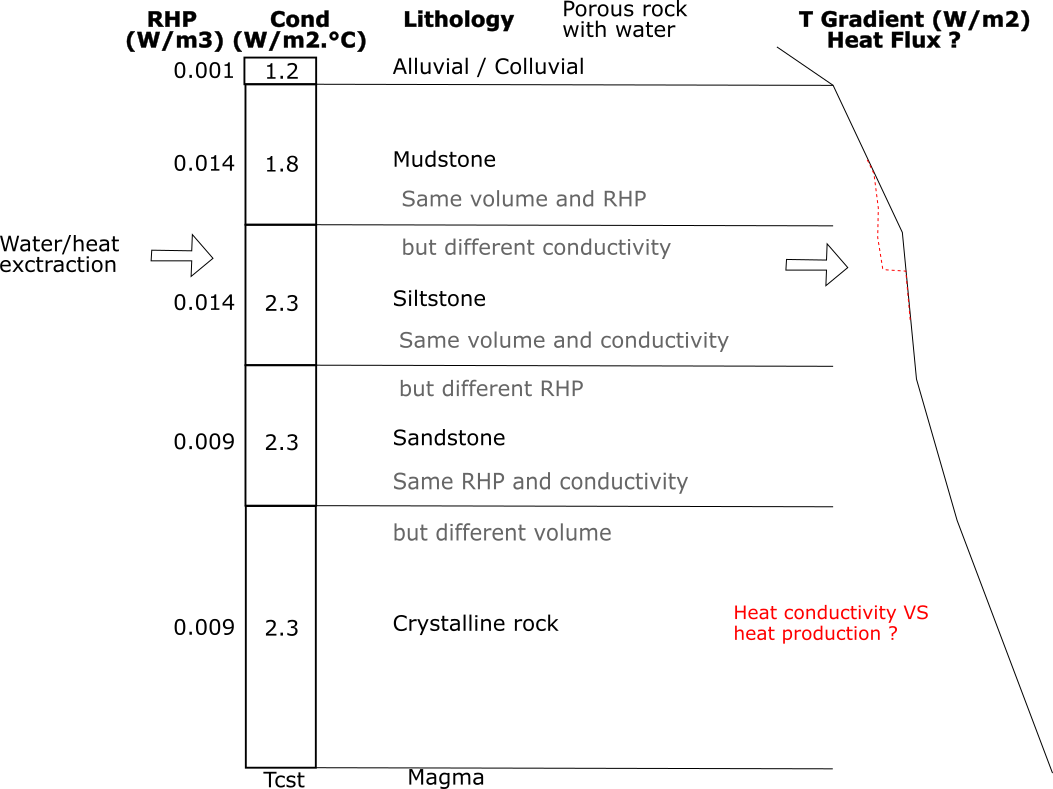 RHP
(W/m3)
Cond
(W/m2.°C)
Lithology
Porous rock
with water
T Gradient (W/m2)
Heat Flux ?
0.001
1.2
Alluvial / Colluvial
0.014
1.8
Mudstone
Same volume and RHP
but different conductivity
Water/heat
exctraction
0.014
2.3
Siltstone
Same volume and conductivity
but different RHP
0.009
2.3
Sandstone
Same RHP and conductivity
but different volume
0.009
2.3
Crystalline rock
Heat conductivity VS
heat production ?
Tcst
Magma